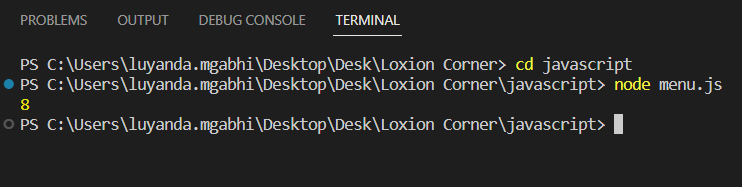 PROBLEMS OUTPUT DEBUG CONSOLE TERMINAL
PS C:\Users\luyanda.mgabhi\Desktop\Desk\Loxion Corner> cd javascript
PS C:\Users\luyanda.mgabhi\Desktop\Desk\Loxion Corner\javascript> node menu.js
8
PS C:\Users\luyanda.mgabhi\Desktop\Desk\Loxion Corner\javascript>